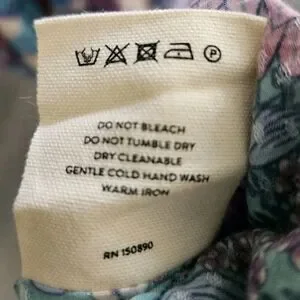 P
DO NOT BLEACH
DO NOT TUMBLE DRY
DRY CLEANABLE
GENTLE COLD HAND WASH
WARM IRON
RN 150890